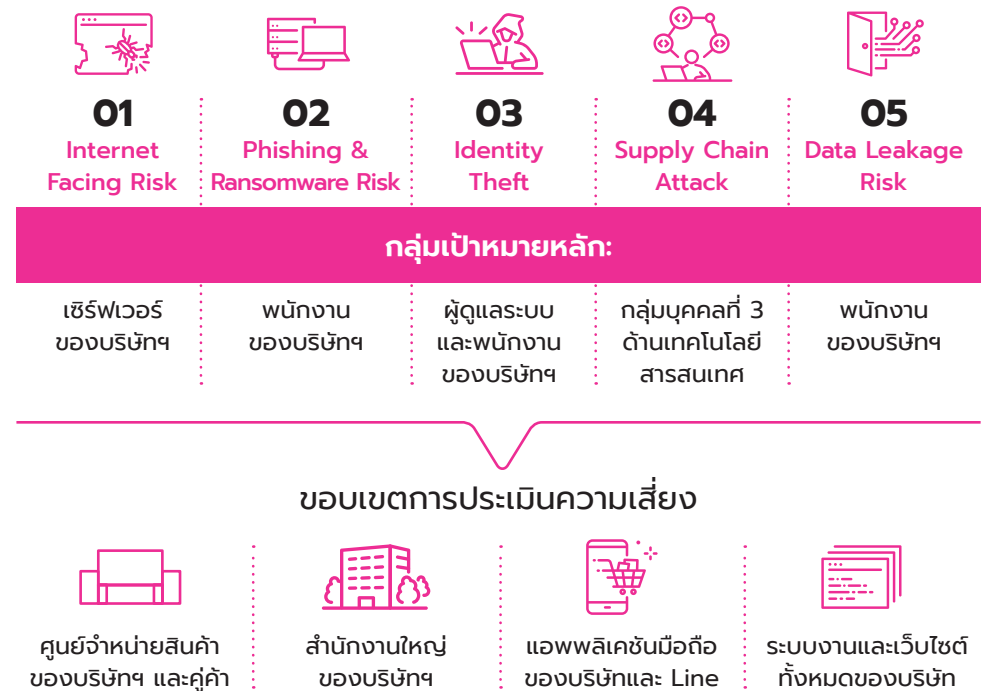 01
Internet
Facing Risk
02
Phishing &
Ransomware Risk
03
Identity
Theft
04
Supply Chain
Attack
05
Data Leakage
Risk
กลุ่มเป้าหมายหลัก:
เซิร์ฟเวอร์
ของบริษัทฯ
พนักงาน
ของบริษัทฯ
ผู้ดูแลระบบ
และพนักงาน
ของบริษัทฯ
กลุ่มบุคคลที่ 3
ด้านเทคโนโลยี
สารสนเทศ
พนักงาน
ของบริษัทฯ
ขอบเขตการประเมินความเสี่ยง
ศูนย์จำหน่ายสินค้า
ของบริษัทฯ และคู่ค้า
สำนักงานใหญ่
ของบริษัทฯ
แอพพลิเคชันมือถือ
ของบริษัทและ Line
ระบบงานและเว็บไซต์
ทั้งหมดของบริษัท